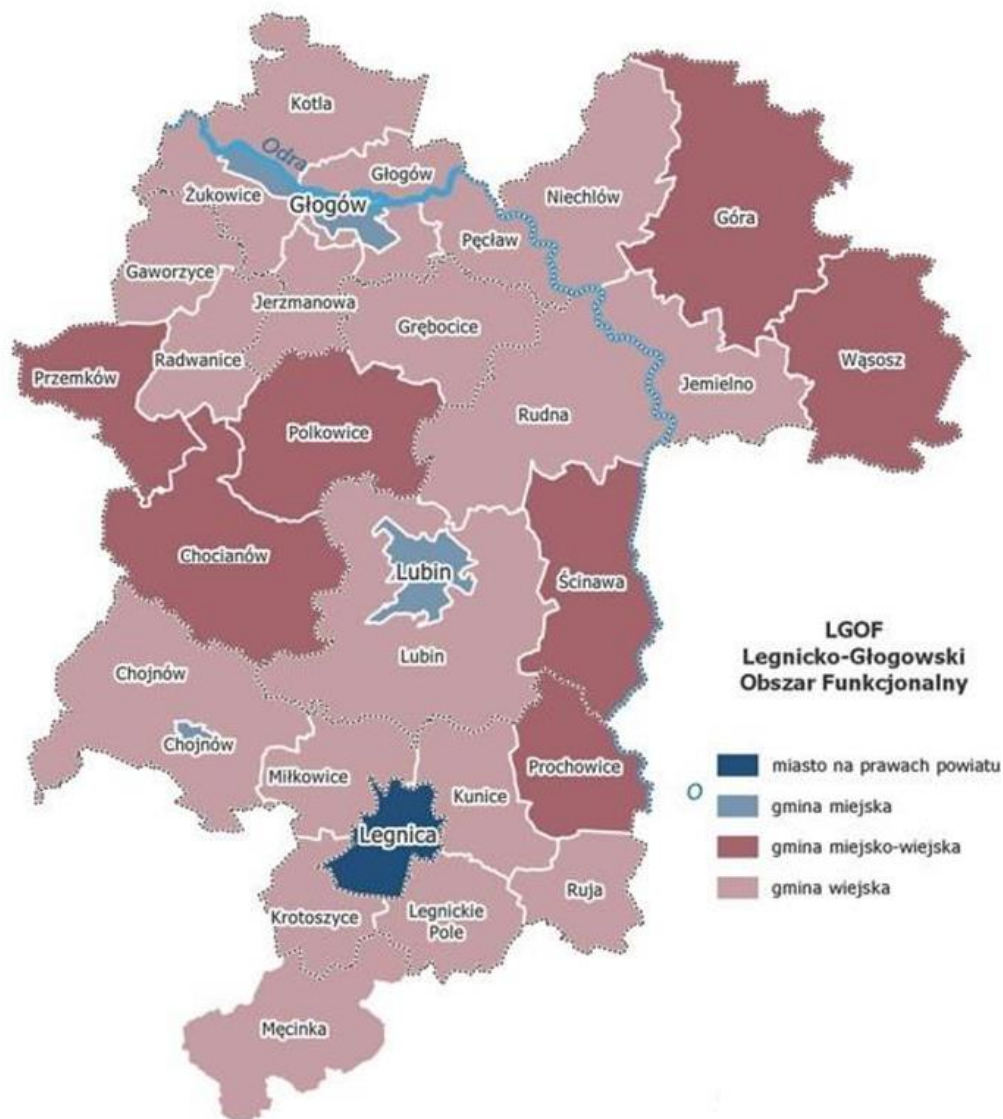 Kotla
Odra
Głogów
Żukowice
Głogów
Niechlów
Góra
Pęcław
Gaworzyce
Jerzmanowa
Grębocice
Przemków
Radwanice
Jemielno
Wąsosz
Polkowice
Rudna
Chocianów
Lubin
Ścinawa
Lubin
Chojnów
Chojnów
Miłkowice
Kunice
Prochowice
Legnica
Krotoszyce
Legnickie
Pole
Ruja
Męcinka
LGOF
Legnicko-Głogowski
Obszar Funkcjonalny
O
miasto na prawach powiatu
gmina miejska
gmina miejsko-wiejska
gmina wiejska